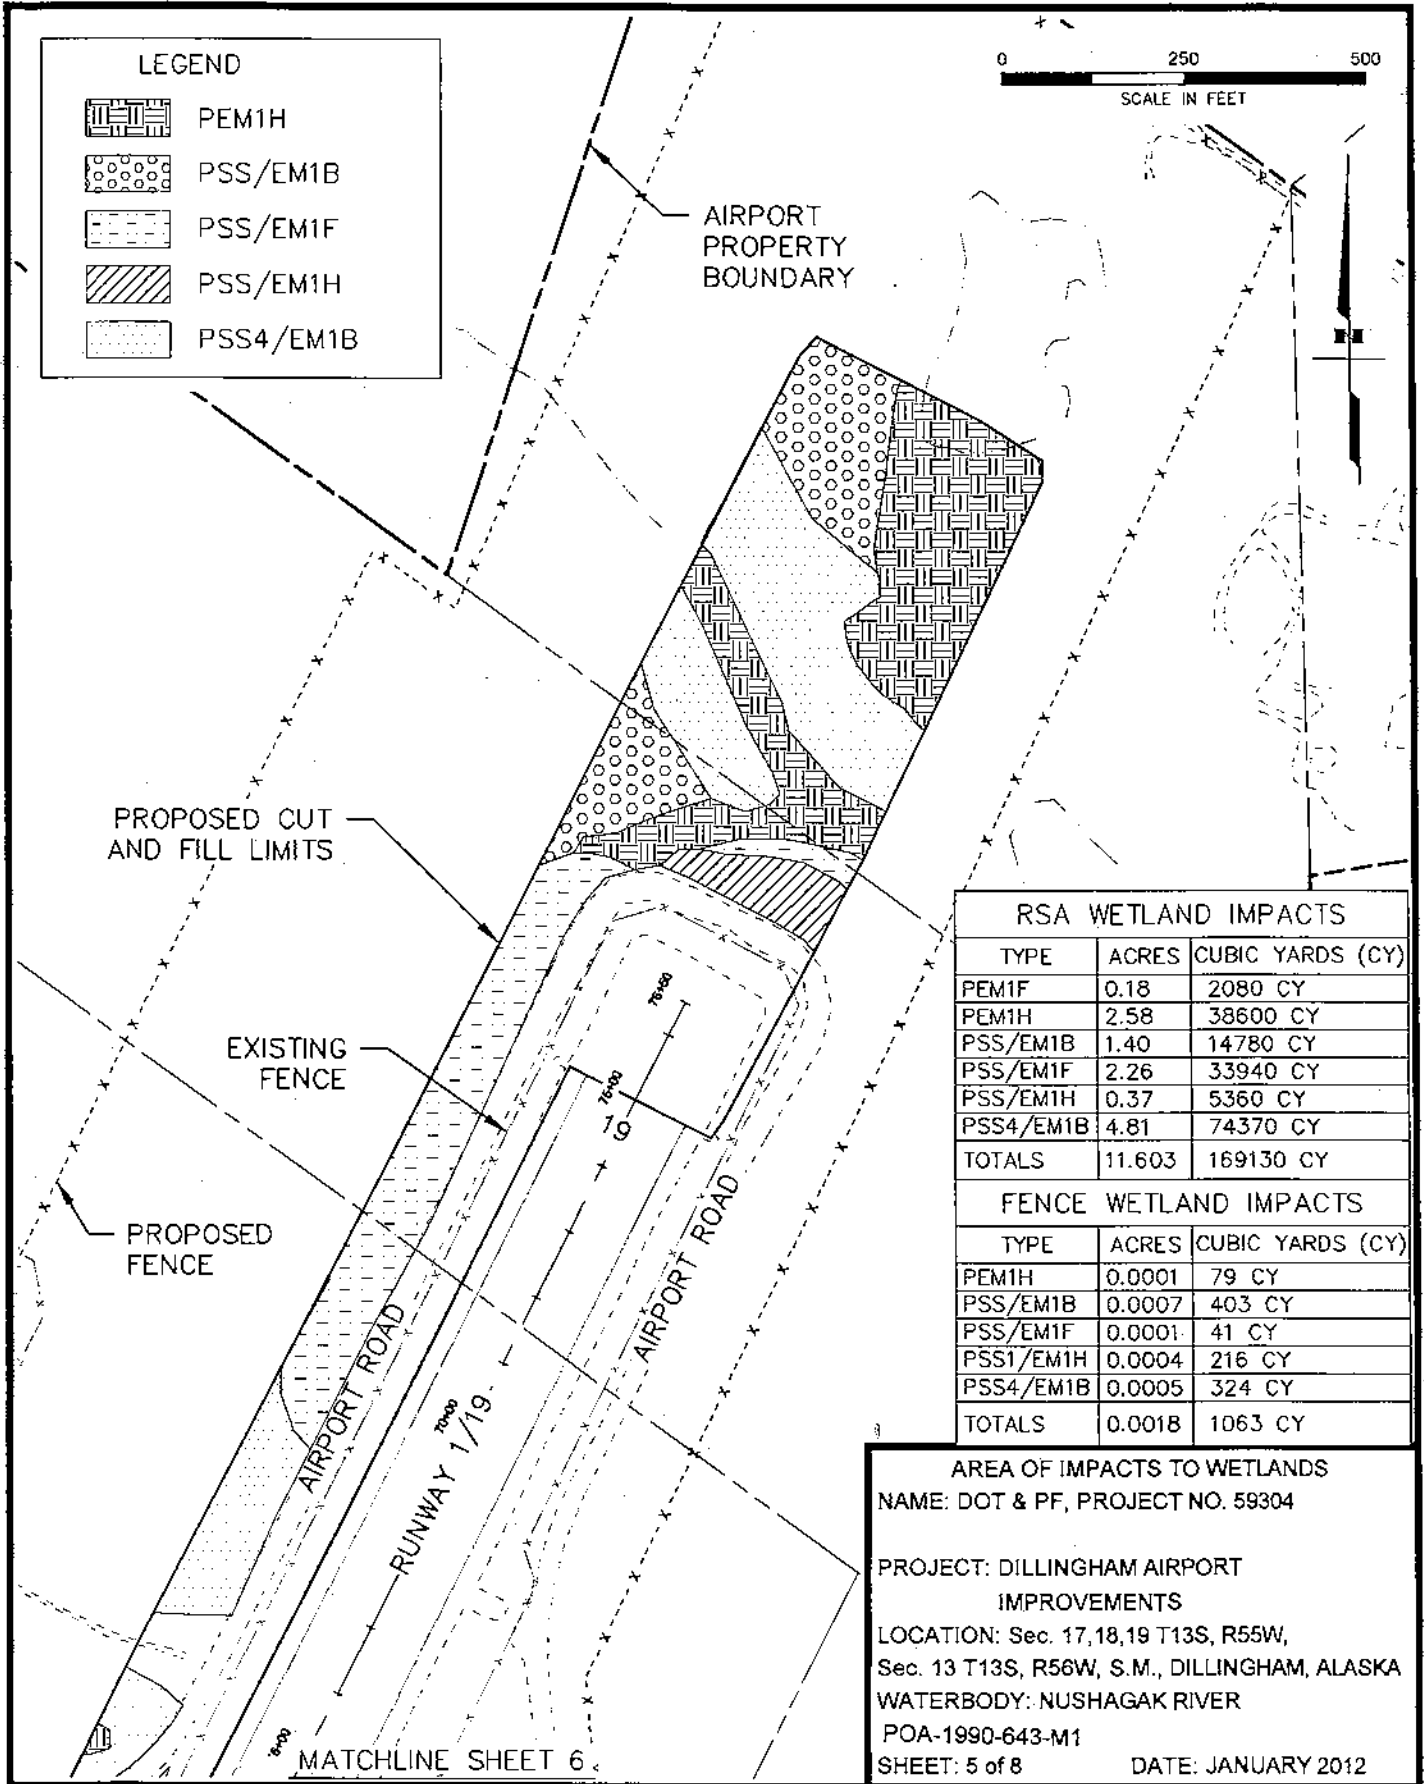 LEGEND
PEM1H
PSS/EM1B
PSS/EM1F
PSS/EM1H
PSS4/EM1B
0 250 500
SCALE IN FEET
AIRPORT
PROPERTY
BOUNDARY
PROPOSED CUT
AND FILL LIMITS
EXISTING
FENCE
PROPOSED
FENCE
76+60
76+00
19
AIRPORT ROAD
AIRPORT ROAD
70+00
RUNWAY 1/19
MATCHLINE SHEET 6
RSA WETLAND IMPACTS
TYPE ACRES CUBIC YARDS (CY)
PEM1F 0.18 2080 CY
PEM1H 2.58 38600 CY
PSS/EM1B 1.40 14780 CY
PSS/EM1F 2.26 33940 CY
PSS/EM1H 0.37 5360 CY
PSS4/EM1B 4.81 74370 CY
TOTALS 11.603 169130 CY
FENCE WETLAND IMPACTS
TYPE ACRES CUBIC YARDS (CY)
PEM1H 0.0001 79 CY
PSS/EM1B 0.0007 403 CY
PSS/EM1F 0.0001 41 CY
PSS1/EM1H 0.0004 216 CY
PSS4/EM1B 0.0005 324 CY
TOTALS 0.0018 1063 CY
AREA OF IMPACTS TO WETLANDS
NAME: DOT & PF, PROJECT NO. 59304
PROJECT: DILLINGHAM AIRPORT
IMPROVEMENTS
LOCATION: Sec. 17,18,19 T13S, R55W,
Sec. 13 T13S, R56W, S.M., DILLINGHAM, ALASKA
WATERBODY: NUSHAGAK RIVER
POA-1990-643-M1
SHEET: 5 of 8 DATE: JANUARY 2012